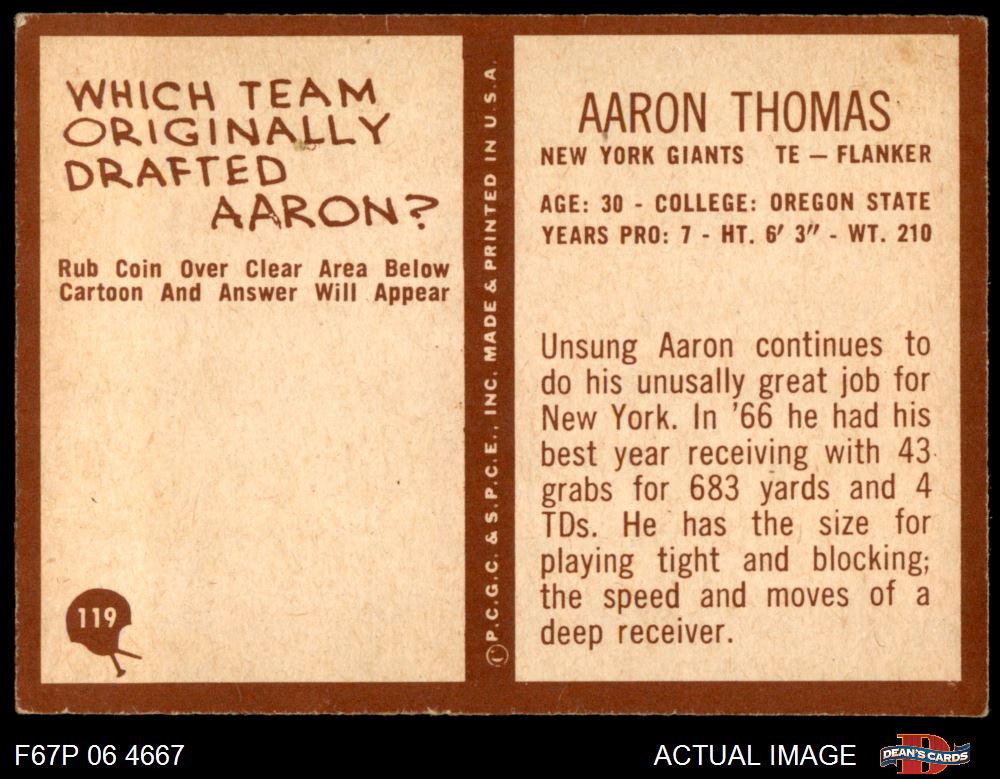 WHICH TEAM
ORIGINALLY
DRAFTED
AARON?
Rub Coin Over Clear Area Below
Cartoon And Answer Will Appear
119
© P.C.G.C. & S.P.C.E., INC. MADE & PRINTED IN U.S.A.
AARON THOMAS
NEW YORK GIANTS TE — FLANKER
AGE: 30 - COLLEGE: OREGON STATE
YEARS PRO: 7 - HT. 6′ 3″ - WT. 210
Unsung Aaron continues to
do his unusally great job for
New York. In '66 he had his
best year receiving with 43
grabs for 683 yards and 4
TDs. He has the size for
playing tight and blocking;
the speed and moves of a
deep receiver.
F67P 06 4667
ACTUAL IMAGE
DEAN'S CARDS